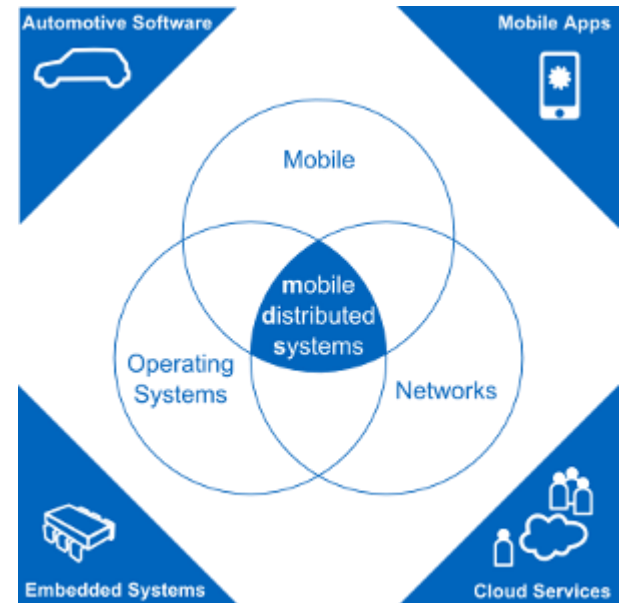 Automotive Software
Mobile Apps
Mobile
mobile
distributed
systems
Operating
Systems
Networks
Embedded Systems
Cloud Services